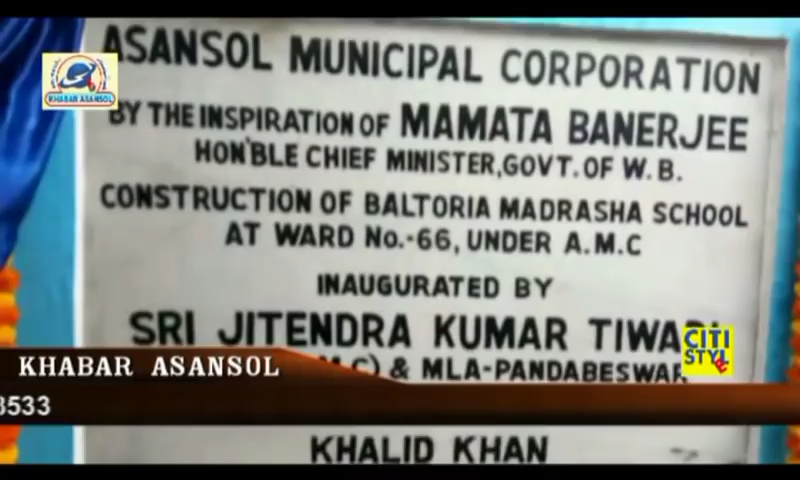 ASANSOL MUNICIPAL CORPORATION
KHABAR ASANSOL
BY THE INSPIRATION OF MAMATA BANERJEE
HON'BLE CHIEF MINISTER, GOVT. OF W.B.
CONSTRUCTION OF BALTORIA MADRASHA SCHOOL
AT WARD No.-66, UNDER A.M.C
INAUGURATED BY
SRI JITENDRA KUMAR
CITI
STYLE
& MLA-PANDABESWAR
KHABAR ASANSOL
3533
KHALID KHAN